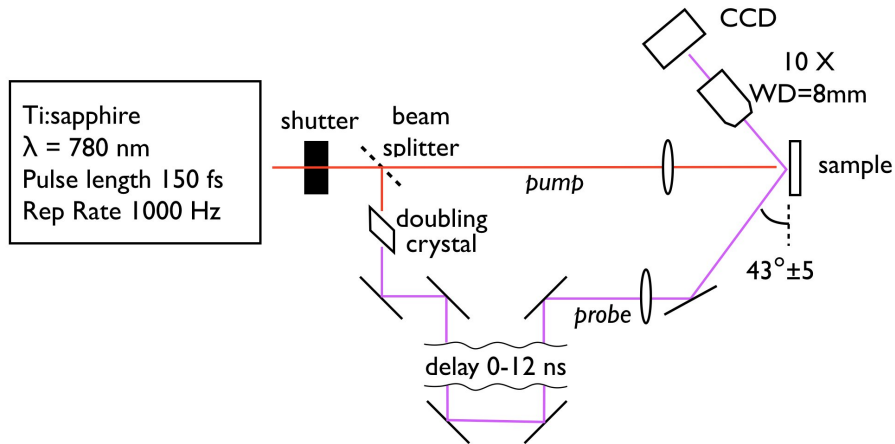 CCD
10 X
WD=8mm
Ti:sapphire
λ = 780 nm
Pulse length 150 fs
Rep Rate 1000 Hz
shutter
beam
splitter
pump
sample
doubling
crystal
43°±5
probe
delay 0-12 ns